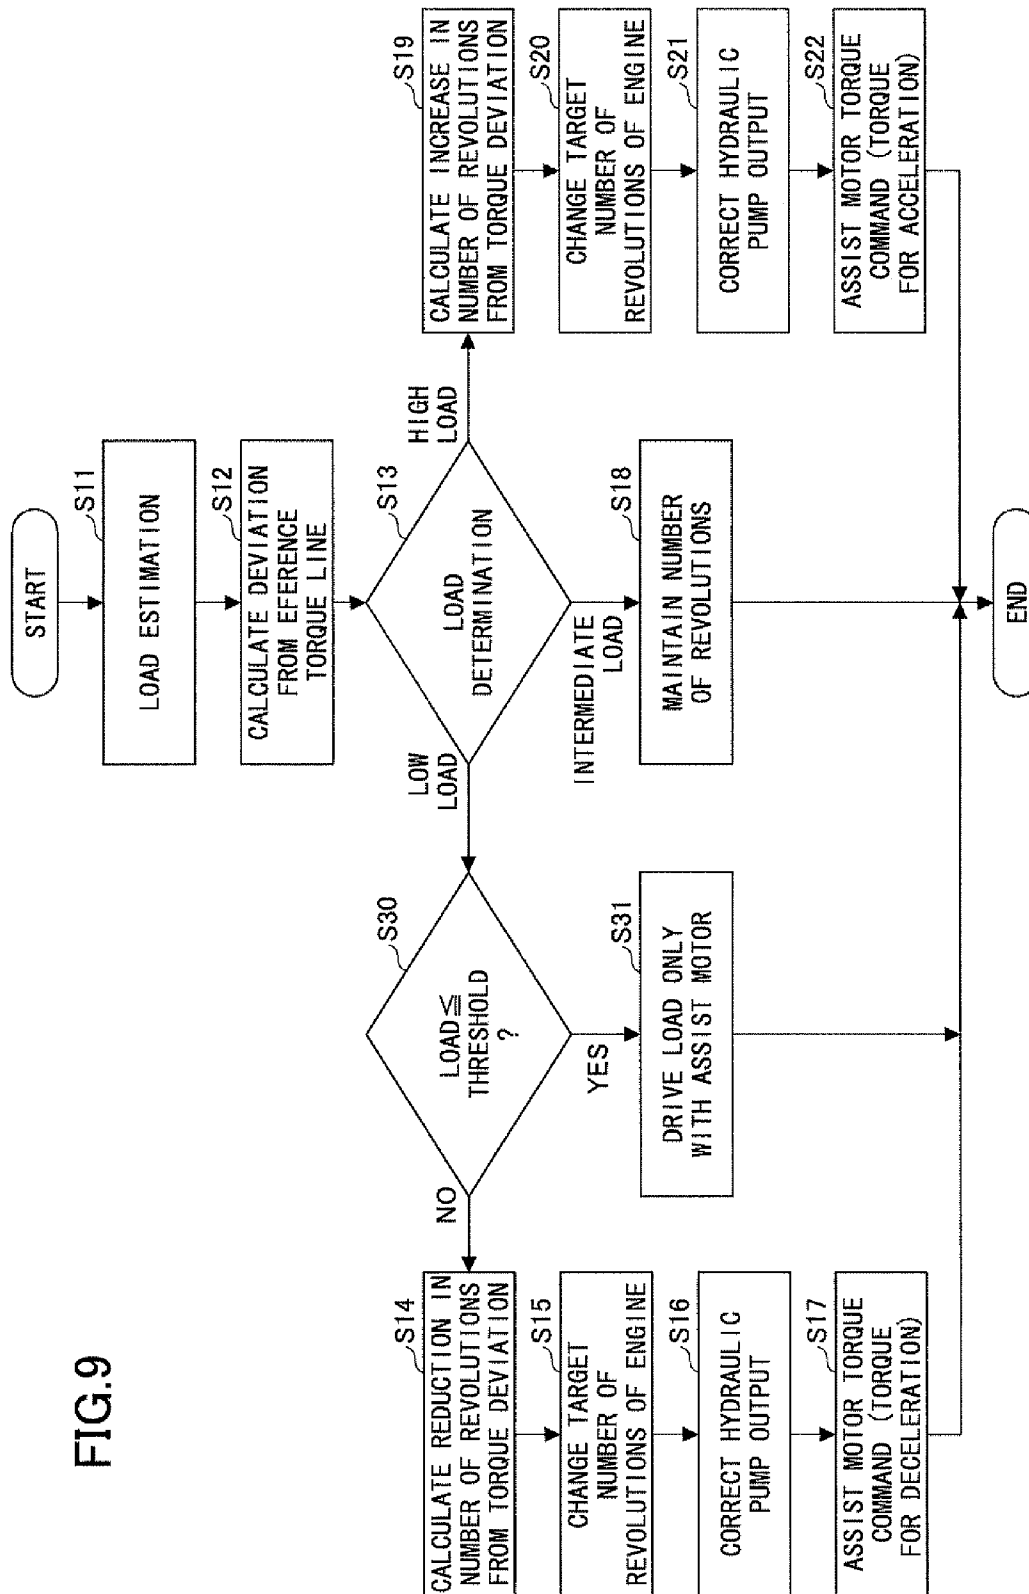 FIG.9
START
S11
LOAD ESTIMATION
S12
CALCULATE DEVIATION
FROM EFERENCE
TORQUE LINE
S13
LOAD
DETERMINATION
LOW
LOAD
INTERMEDIATE
LOAD
HIGH
LOAD
S30
LOAD≦
THRESHOLD
?
NO
YES
S14
CALCULATE REDUCTION IN
NUMBER OF REVOLUTIONS
FROM TORQUE DEVIATION
S15
CHANGE TARGET
NUMBER OF
REVOLUTIONS OF ENGINE
S16
CORRECT HYDRAULIC
PUMP OUTPUT
S17
ASSIST MOTOR TORQUE
COMMAND (TORQUE
FOR DECELERATION)
S31
DRIVE LOAD ONLY
WITH ASSIST MOTOR
S18
MAINTAIN NUMBER
OF REVOLUTIONS
S19
CALCULATE INCREASE IN
NUMBER OF REVOLUTIONS
FROM TORQUE DEVIATION
S20
CHANGE TARGET
NUMBER OF
REVOLUTIONS OF ENGINE
S21
CORRECT HYDRAULIC
PUMP OUTPUT
S22
ASSIST MOTOR TORQUE
COMMAND (TORQUE
FOR ACCELERATION)
END